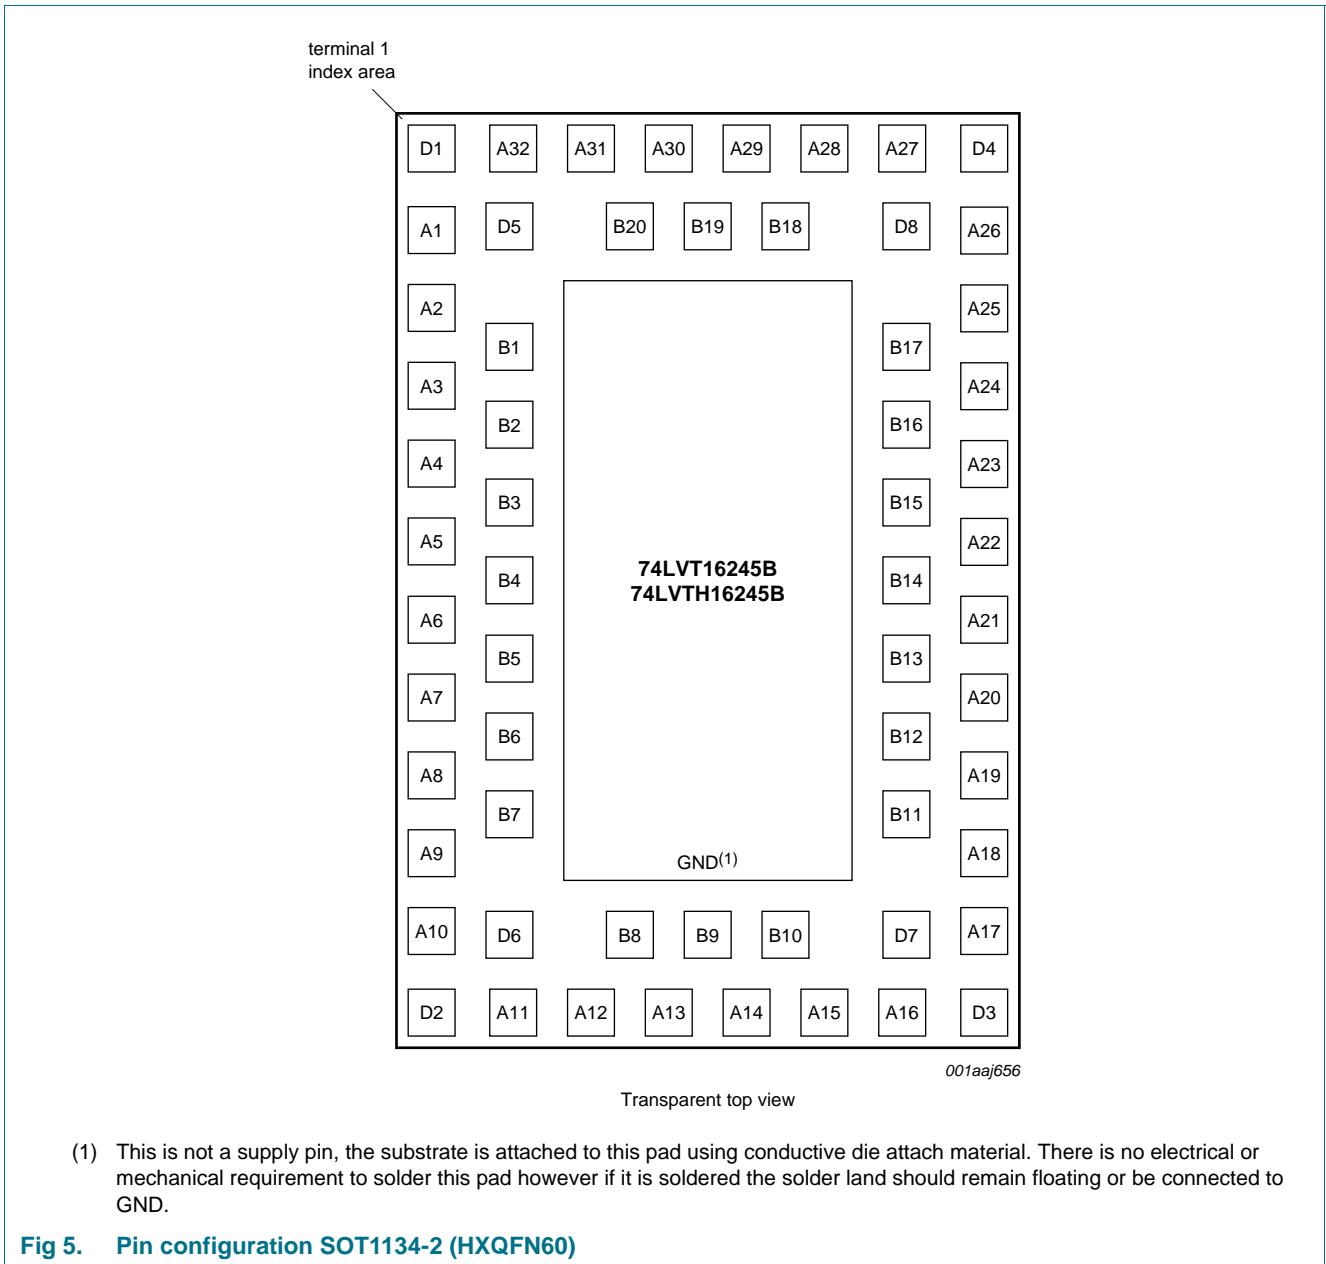 terminal 1
index area
D1 A32 A31 A30 A29 A28 A27 D4
A1 D5 B20 B19 B18 D8 A26
A2 A25
B1 B17
A3 A24
B2 B16
A4 A23
B3 B15
A5 A22
74LVT16245B
B4 B14
74LVTH16245B
A6 A21
B5 B13
A7 A20
B6 B12
A8 A19
B7 B11
A9 A18
GND(1)
A10 D6 B8 B9 B10 D7 A17
D2 A11 A12 A13 A14 A15 A16 D3
001aaj656
Transparent top view
(1) This is not a supply pin, the substrate is attached to this pad using conductive die attach material. There is no electrical or
mechanical requirement to solder this pad however if it is soldered the solder land should remain floating or be connected to
GND.
Fig 5. Pin configuration SOT1134-2 (HXQFN60)